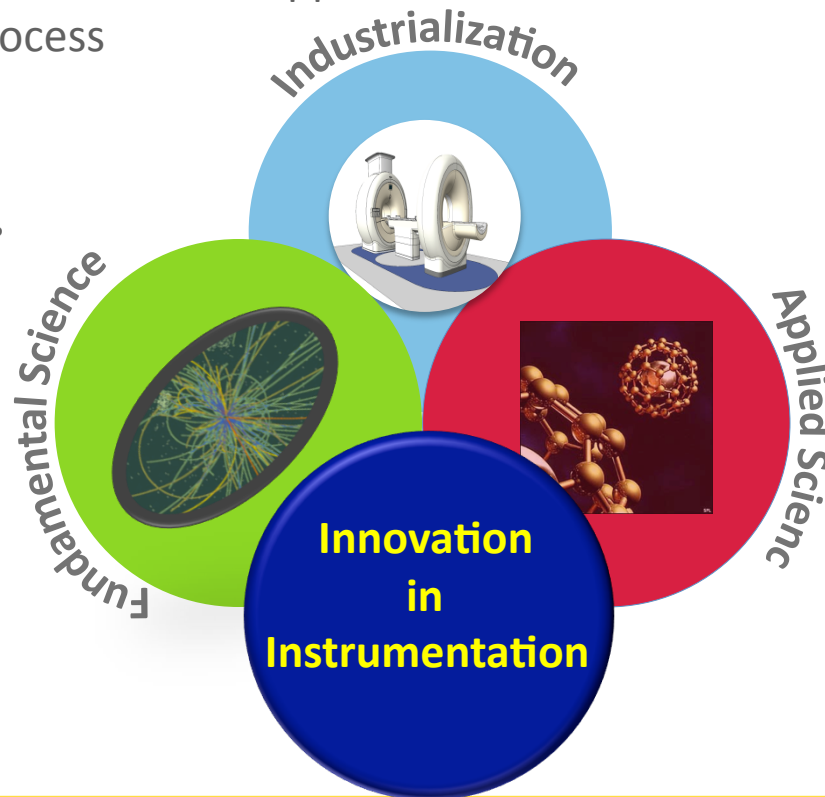 ocess
Industrialization
Fundamental Science
Applied Scienc
Innovation
in
Instrumentation